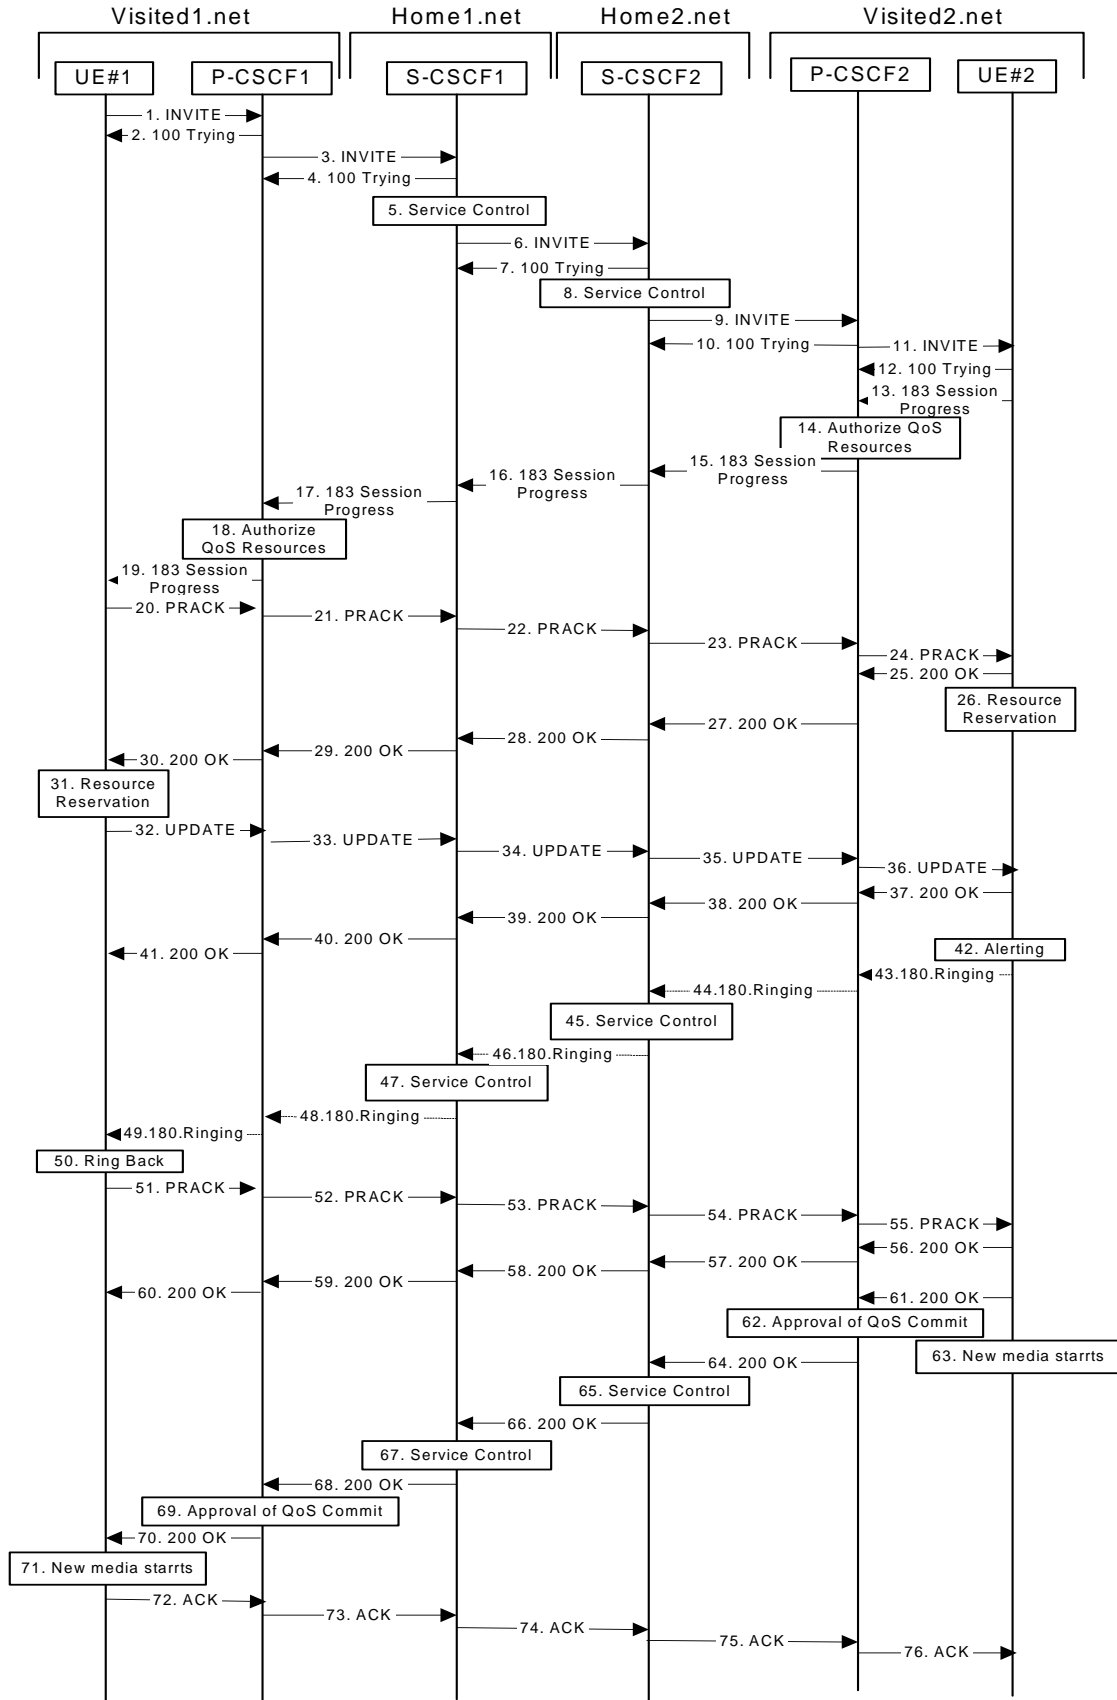 Visited1.net
Home1.net
Home2.net
Visited2.net
UE#1
P-CSCF1
S-CSCF1
S-CSCF2
P-CSCF2
UE#2
1. INVITE
2. 100 Trying
3. INVITE
4. 100 Trying
5. Service Control
6. INVITE
7. 100 Trying
8. Service Control
9. INVITE
10. 100 Trying
11. INVITE
12. 100 Trying
13. 183 Session
Progress
14. Authorize QoS
Resources
15. 183 Session
Progress
16. 183 Session
Progress
17. 183 Session
Progress
18. Authorize
QoS Resources
19. 183 Session
Progress
20. PRACK
21. PRACK
22. PRACK
23. PRACK
24. PRACK
25. 200 OK
26. Resource
Reservation
27. 200 OK
28. 200 OK
29. 200 OK
30. 200 OK
31. Resource
Reservation
32. UPDATE
33. UPDATE
34. UPDATE
35. UPDATE
36. UPDATE
37. 200 OK
38. 200 OK
39. 200 OK
40. 200 OK
41. 200 OK
42. Alerting
43.180.Ringing
44.180.Ringing
45. Service Control
46.180.Ringing
47. Service Control
48.180.Ringing
49.180.Ringing
50. Ring Back
51. PRACK
52. PRACK
53. PRACK
54. PRACK
55. PRACK
56. 200 OK
57. 200 OK
58. 200 OK
59. 200 OK
60. 200 OK
61. 200 OK
62. Approval of QoS Commit
63. New media starrts
64. 200 OK
65. Service Control
66. 200 OK
67. Service Control
68. 200 OK
69. Approval of QoS Commit
70. 200 OK
71. New media starrts
72. ACK
73. ACK
74. ACK
75. ACK
76. ACK